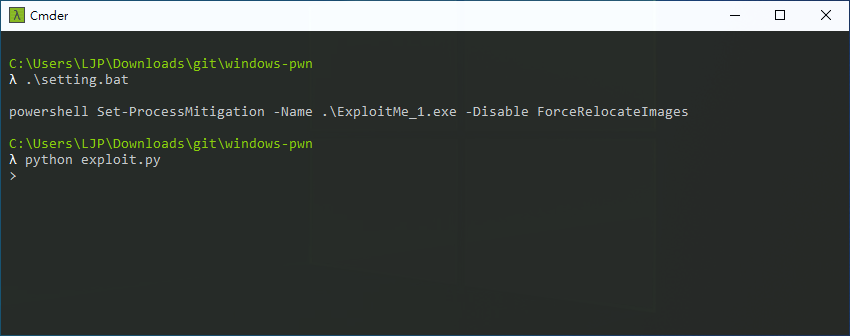 Cmder
C:\Users\LJP\Downloads\git\windows-pwn
λ .\setting.bat
powershell Set-ProcessMitigation -Name .\ExploitMe_1.exe -Disable ForceRelocateImages
C:\Users\LJP\Downloads\git\windows-pwn
λ python exploit.py
>